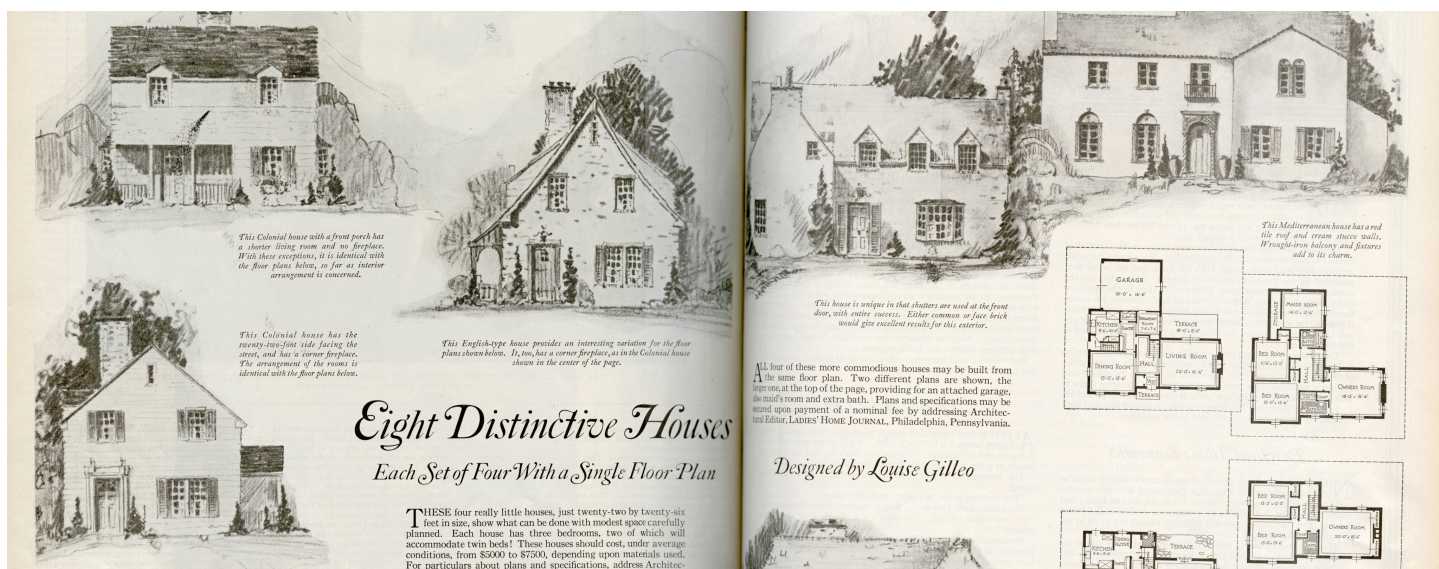 This Colonial house with a front porch has
a shorter living room and no fireplace.
With these exceptions, it is identical with
the floor plans below, so far as interior
arrangement is concerned.
This Colonial house has the
twenty-two-foot side facing the
street, and has a corner fireplace.
The arrangement of the rooms is
identical with the floor plans below.
This English-type house provides an interesting variation for the floor
plans shown below. It, too, has a corner fireplace, as in the Colonial house
shown in the center of the page.
Eight Distinctive Houses
Each Set of Four With a Single Floor Plan
THESE four really little houses, just twenty-two by twenty-six
feet in size, show what can be done with modest space carefully
planned. Each house has three bedrooms, two of which will
accommodate twin beds! These houses should cost, under average
conditions, from $5000 to $7500, depending upon materials used.
For particulars about plans and specifications, address Architec-
This house is unique in that shutters are used at the front
door, with entire success. Either common or face brick
would give excellent results for this exterior.
ALL four of these more commodious houses may be built from
the same floor plan. Two different plans are shown, the
larger one, at the top of the page, providing for an attached garage,
also maid's room and extra bath. Plans and specifications may be
secured upon payment of a nominal fee by addressing Architec-
tural Editor, LADIES' HOME JOURNAL, Philadelphia, Pennsylvania.
Designed by Louise Gilleo
This Mediterranean house has a red
tile roof and cream stucco walls.
Wrought-iron balcony and fixtures
add to its charm.
GARAGE
KITCHEN
TERRACE
DINING ROOM
HALL
LIVING ROOM
TERRACE
STORAGE
MAIDS ROOM
BED ROOM
HALL
BED ROOM
OWNERS ROOM
KITCHEN
TERRACE
BED ROOM
HALL
BED ROOM
OWNERS ROOM